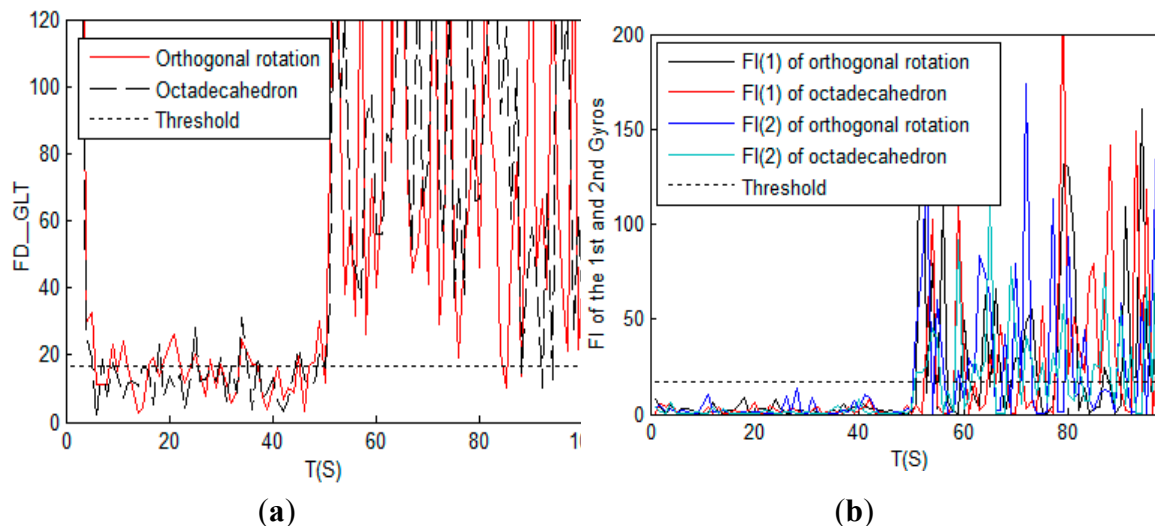 120
100
80
60
40
20
0
FD__GLT
Orthogonal rotation
Octadecahedron
Threshold
0 20 40 60 80 10
T(S)
(a)
200
150
100
50
0
FI of the 1st and 2nd Gyros
FI(1) of orthogonal rotation
FI(1) of octadecahedron
FI(2) of orthogonal rotation
FI(2) of octadecahedron
Threshold
0 20 40 60 80
T(S)
(b)